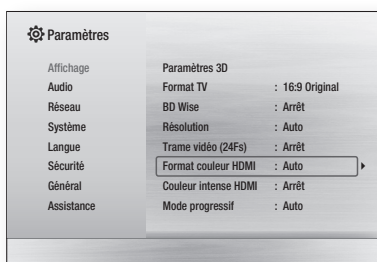 Paramètres
Affichage
Audio
Réseau
Système
Langue
Sécurité
Général
Assistance
Paramètres 3D
Format TV : 16:9 Original
BD Wise : Arrêt
Résolution : Auto
Trame vidéo (24Fs) : Arrêt
Format couleur HDMI : Auto
Couleur intense HDMI : Arrêt
Mode progressif : Auto